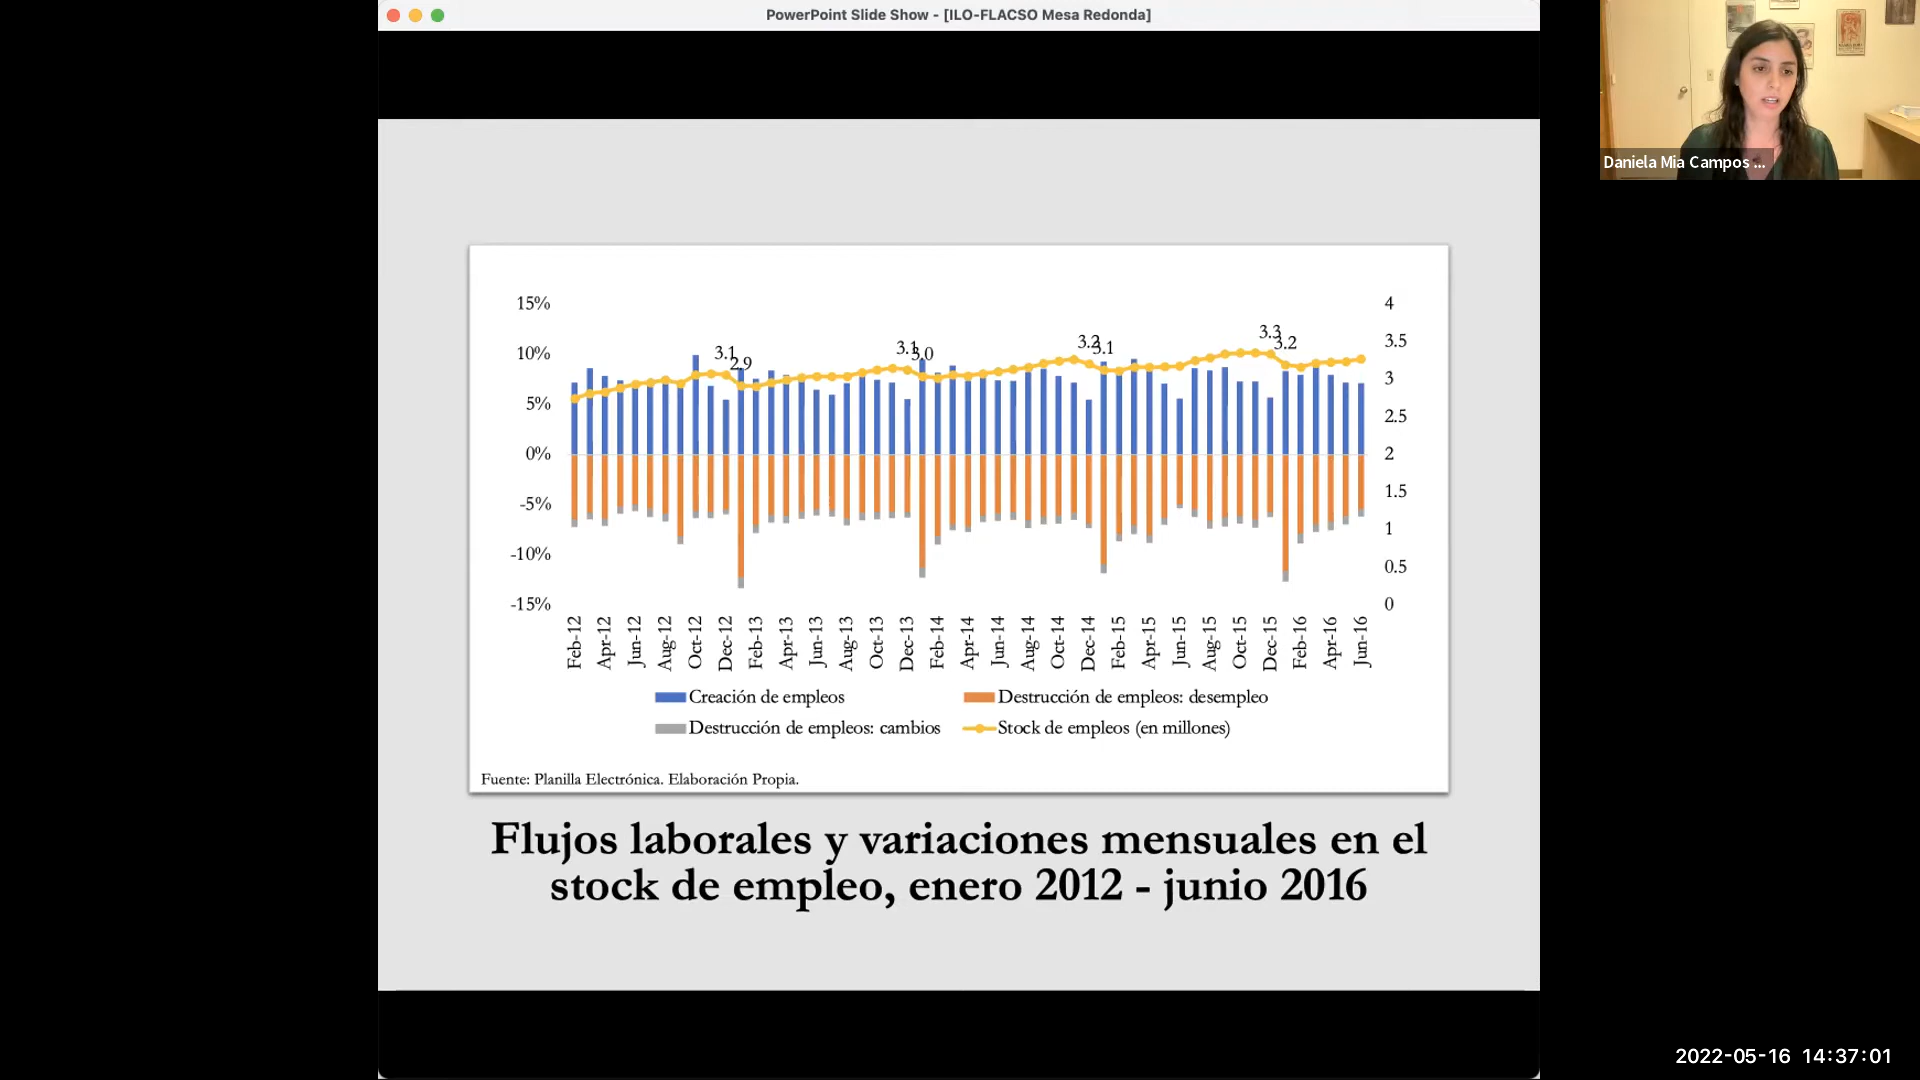 PowerPoint Slide Show - [ILO-FLACSO Mesa Redonda]
Daniela Mia Campos ...
15%
10%
5%
0%
-5%
-10%
-15%
4
3.5
3
2.5
2
1.5
1
0.5
0
3.1
2.9
3.1
3.0
3.2
3.1
3.3
3.2
Feb-12
Apr-12
Jun-12
Aug-12
Oct-12
Dec-12
Feb-13
Apr-13
Jun-13
Aug-13
Oct-13
Dec-13
Feb-14
Apr-14
Jun-14
Aug-14
Oct-14
Dec-14
Feb-15
Apr-15
Jun-15
Aug-15
Oct-15
Dec-15
Feb-16
Apr-16
Jun-16
Creación de empleos
Destrucción de empleos: desempleo
Destrucción de empleos: cambios
Stock de empleos (en millones)
Fuente: Planilla Electrónica. Elaboración Propia.
Flujos laborales y variaciones mensuales en el
stock de empleo, enero 2012 - junio 2016
2022-05-16 14:37:01